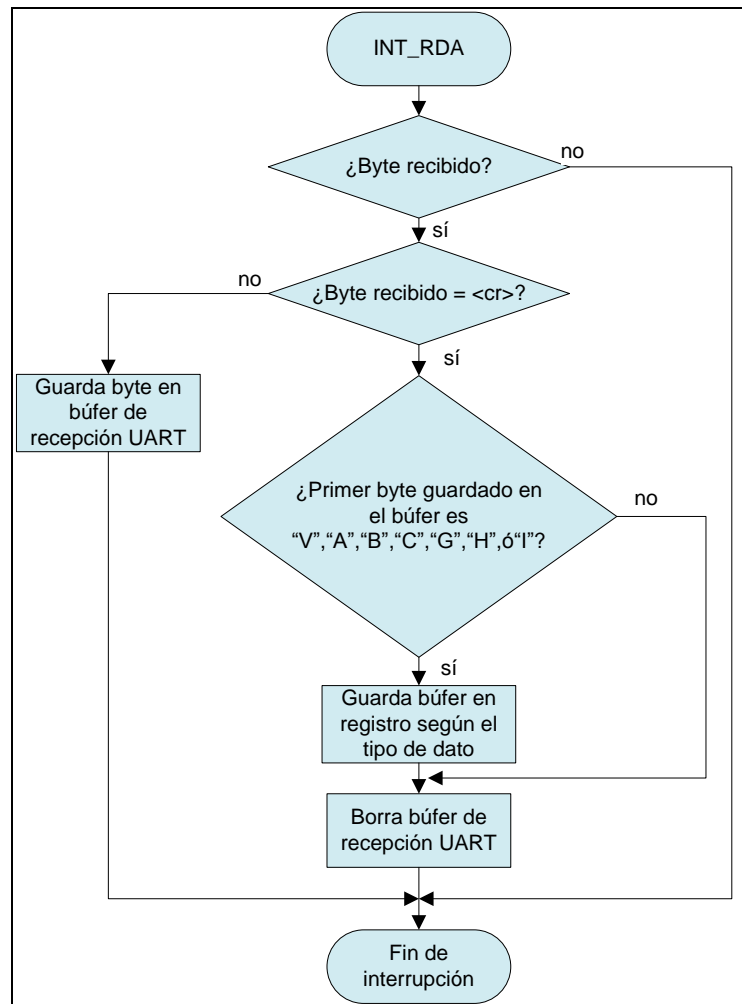 INT_RDA
¿Byte recibido?
no
sí
¿Byte recibido = <cr>?
no
sí
Guarda byte en
búfer de
recepción UART
¿Primer byte guardado en
el búfer es
“V”,“A”,“B”,“C”,“G”,“H”,ó“I”?
no
sí
Guarda búfer en
registro según el
tipo de dato
Borra búfer de
recepción UART
Fin de
interrupción